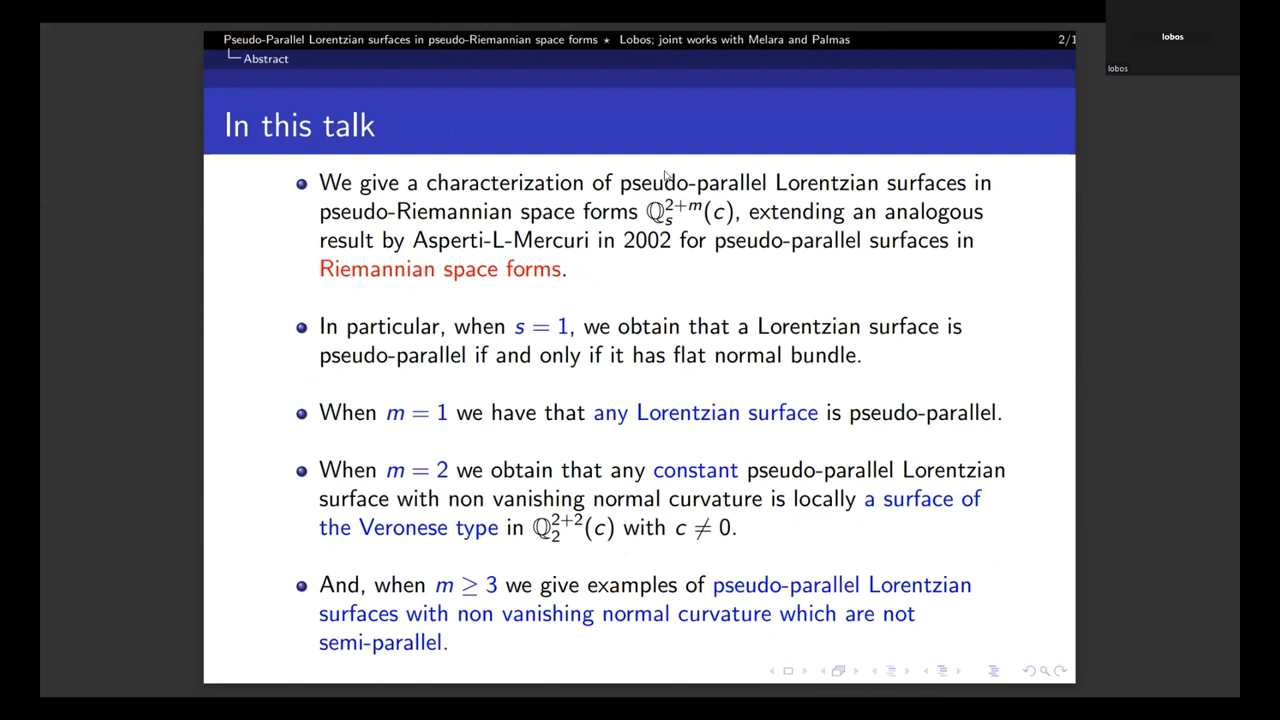 Pseudo-Parallel Lorentzian surfaces in pseudo-Riemannian space forms ⋆ Lobos; joint works with Melara and Palmas 2/1
Abstract
lobos
lobos
In this talk
We give a characterization of pseudo-parallel Lorentzian surfaces in
pseudo-Riemannian space forms ℚ_s^{2+m}(c), extending an analogous
result by Asperti-L-Mercuri in 2002 for pseudo-parallel surfaces in
Riemannian space forms.
In particular, when s = 1, we obtain that a Lorentzian surface is
pseudo-parallel if and only if it has flat normal bundle.
When m = 1 we have that any Lorentzian surface is pseudo-parallel.
When m = 2 we obtain that any constant pseudo-parallel Lorentzian
surface with non vanishing normal curvature is locally a surface of
the Veronese type in ℚ_2^{2+2}(c) with c ≠ 0.
And, when m ≥ 3 we give examples of pseudo-parallel Lorentzian
surfaces with non vanishing normal curvature which are not
semi-parallel.